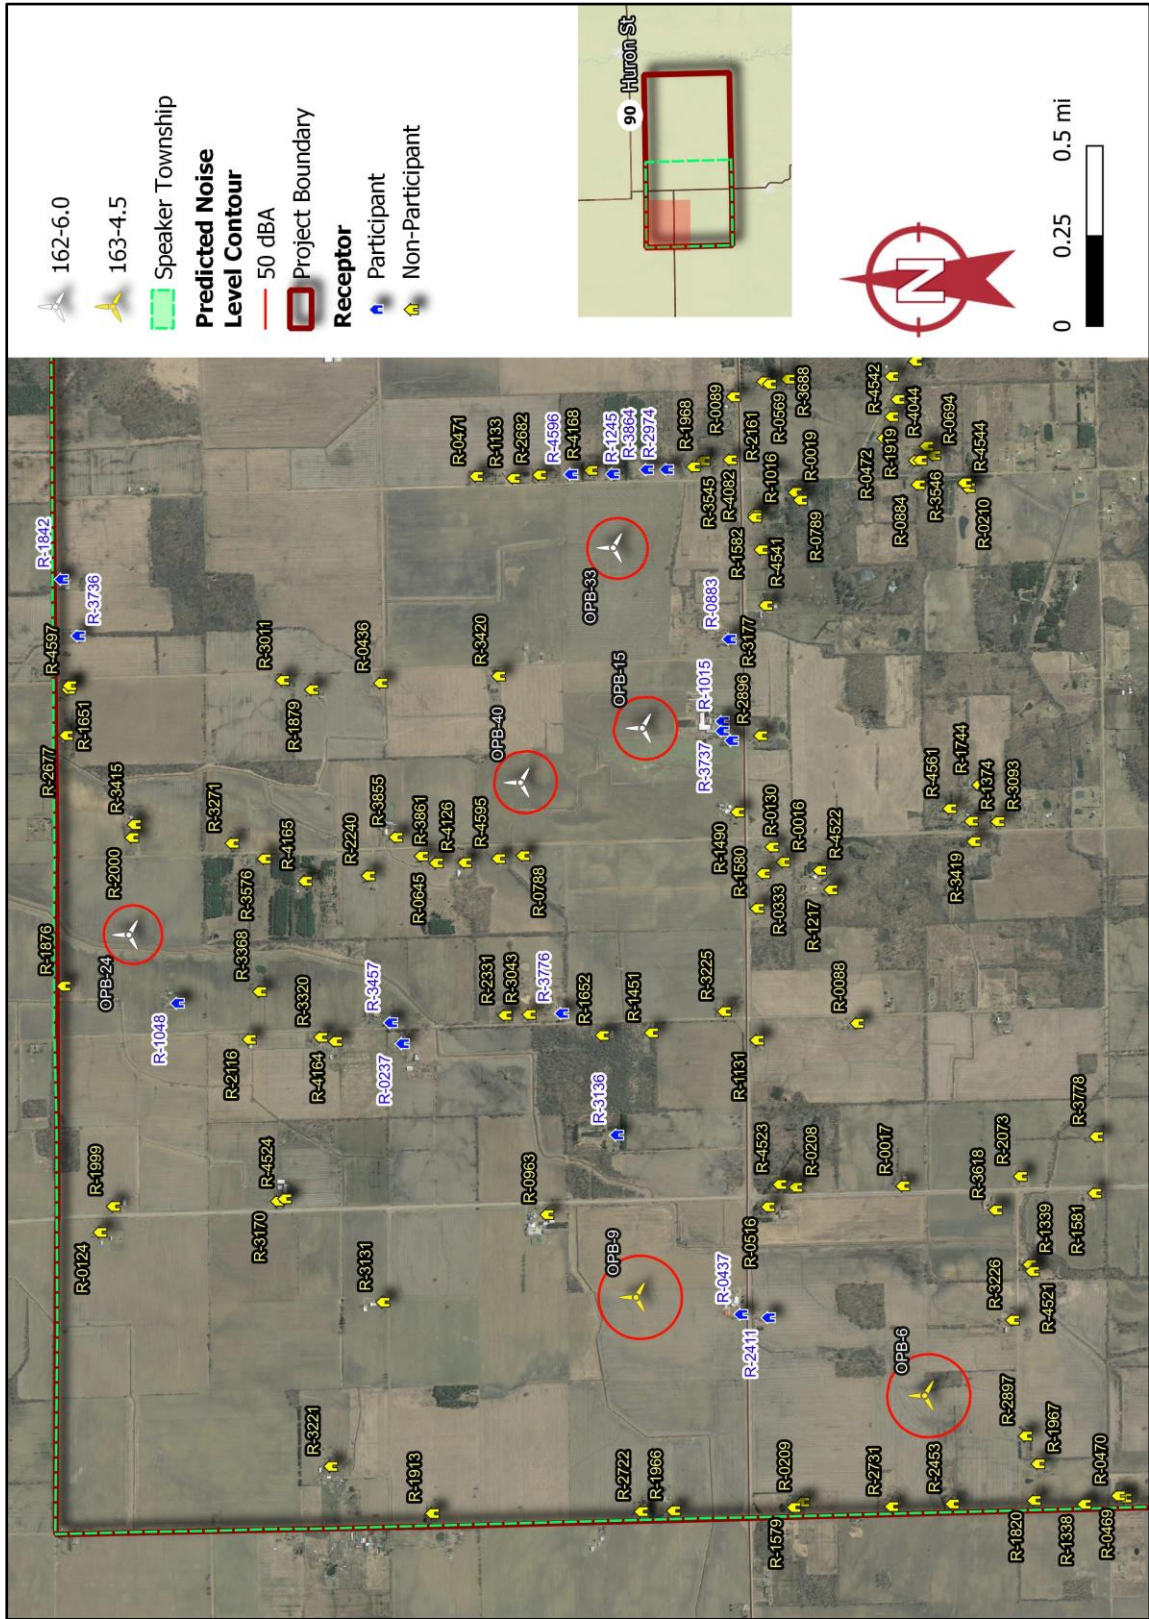 162-6.0
163-4.5
Speaker Township
Predicted Noise
Level Contour
50 dBA
Project Boundary
Receptor
Participant
Non-Participant
90
Huron St
N
0
0.25
0.5 mi
R-1842
R-3736
R-4597
R-1651
R-2677
R-3415
R-2000
R-1876
OPB-24
R-1048
R-1999
R-0124
R-3011
R-1879
R-0436
R-3420
R-3271
R-4165
R-3576
R-3368
R-2240
R-3855
R-3861
R-4126
R-4595
R-0645
R-0788
OPB-40
R-2116
R-3320
R-4164
R-3457
R-0237
R-2331
R-3043
R-3776
R-1652
R-1451
R-3225
R-3136
R-4524
R-3170
R-3131
R-0963
R-3221
R-1913
R-2722
R-1966
OPB-9
R-0437
R-2411
R-0471
R-1133
R-2682
R-4596
R-4168
R-1245
R-3864
R-2974
R-1968
R-0089
OPB-33
OPB-15
R-3545
R-4082
R-2161
R-0569
R-3688
R-1016
R-0019
R-1582
R-4541
R-0789
R-0883
R-3177
R-1015
R-2896
R-3737
R-1490
R-1580
R-0130
R-0016
R-4522
R-0333
R-1217
R-0088
R-1131
R-4542
R-4044
R-0694
R-1919
R-0472
R-4544
R-3546
R-0884
R-0210
R-4561
R-1744
R-1374
R-3093
R-3419
R-4523
R-0208
R-0017
R-0516
R-2073
R-3618
R-3778
R-1339
R-1581
R-3226
R-4521
OPB-6
R-2897
R-1967
R-0209
R-1579
R-2731
R-2453
R-1820
R-1338
R-0470
R-0469